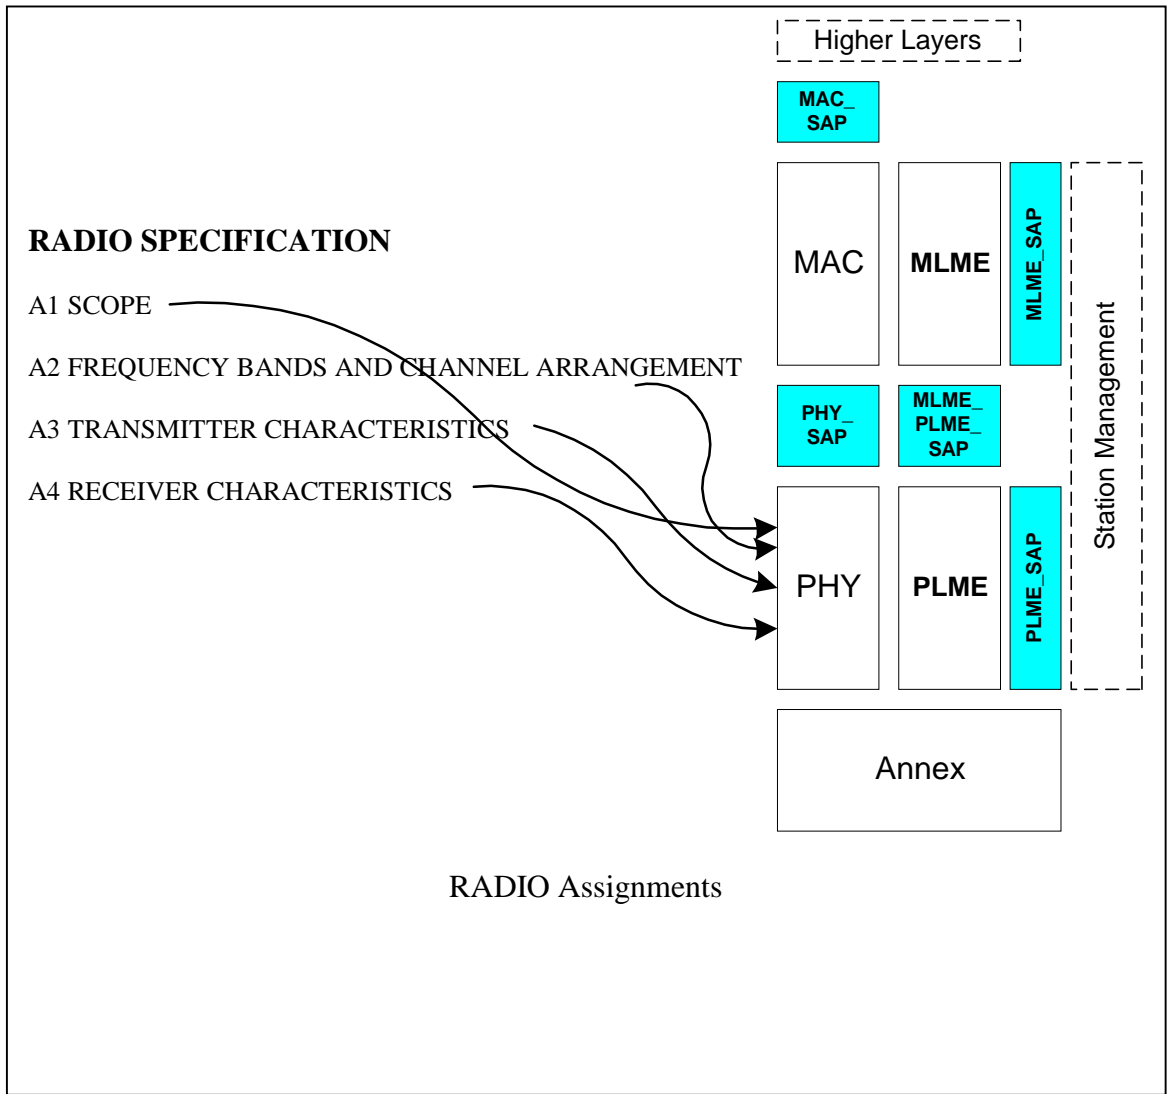 Higher Layers
MAC_
SAP
RADIO SPECIFICATION
A1 SCOPE
A2 FREQUENCY BANDS AND CHANNEL ARRANGEMENT
A3 TRANSMITTER CHARACTERISTICS
A4 RECEIVER CHARACTERISTICS
MAC
MLME
MLME_SAP
Station Management
PHY_
SAP
MLME_
PLME_
SAP
PHY
PLME
PLME_SAP
Annex
RADIO Assignments